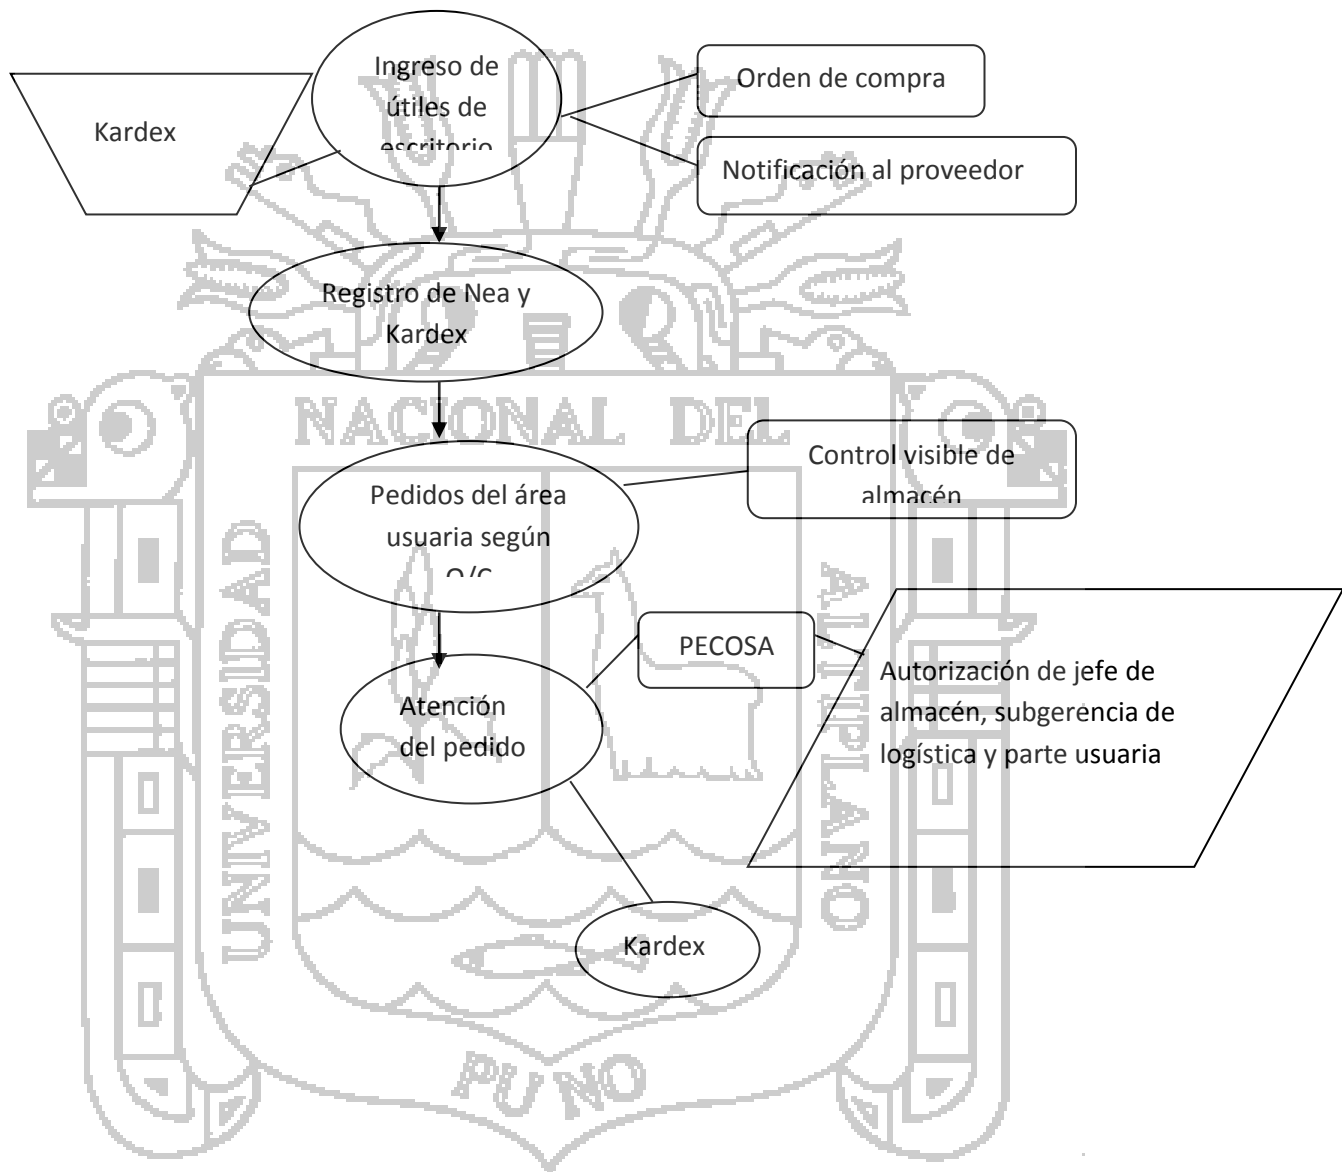 Ingreso de
útiles de
escritorio
Kardex
Orden de compra
Notificación al proveedor
Registro de Nea y
Kardex
Pedidos del área
usuaria según
O/C
Control visible de
almacén
PECOSA
Autorización de jefe de
almacén, subgerencia de
logística y parte usuaria
Atención
del pedido
Kardex
UNIVERSIDAD
NACIONAL DEL
ALTIPLANO
PUNO